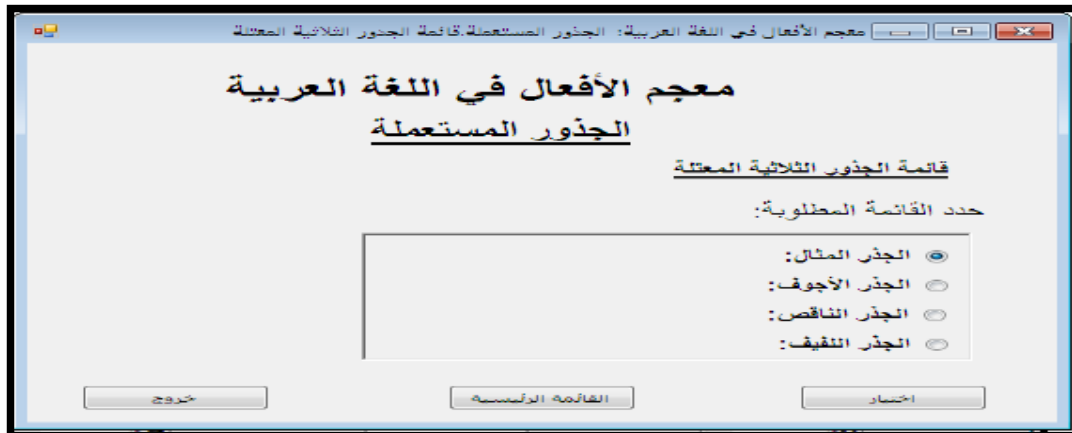 معجم الأفعال في اللغة العربية: الجذور المستعملة.قائمة الجذور الثلاثية المعتلة
معجم الأفعال في اللغة العربية
الجذور المستعملة
قائمة الجذور الثلاثية المعتلة
حدد القائمة المطلوبة:
الجذر المثال:
الجذر الأجوف:
الجذر الناقص:
الجذر اللفيف:
اختيار
القائمة الرئيسية
خروج